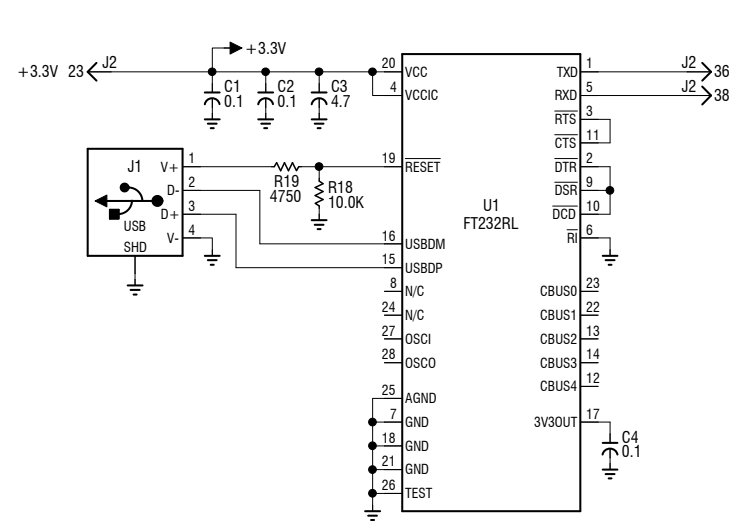 +3.3V
+3.3V 23 J2
C1
0.1
C2
0.1
C3
4.7
J1
V+ 1
D- 2
D+ 3
V- 4
USB
SHD
R19
4750
R18
10.0K
U1
FT232RL
20 VCC
4 VCCIC
19 RESET
16 USBDM
15 USBDP
8 N/C
24 N/C
27 OSCI
28 OSCO
25 AGND
7 GND
18 GND
21 GND
26 TEST
TXD 1 J2 36
RXD 5 J2 38
RTS 3
CTS 11
DTR 2
DSR 9
DCD 10
RI 6
CBUS0 23
CBUS1 22
CBUS2 13
CBUS3 14
CBUS4 12
3V3OUT 17
C4
0.1